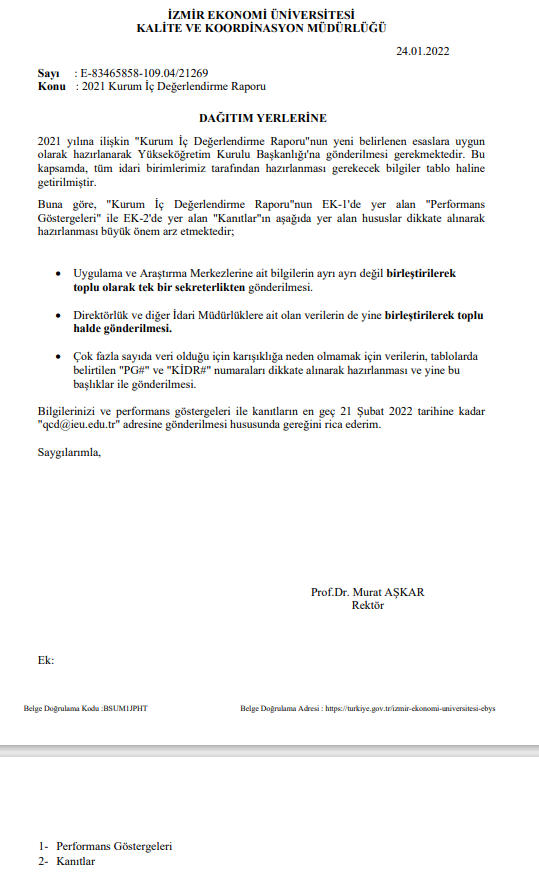 İZMİR EKONOMİ ÜNİVERSİTESİ
KALİTE VE KOORDİNASYON MÜDÜRLÜĞÜ
24.01.2022
Sayı : E-83465858-109.04/21269
Konu : 2021 Kurum İç Değerlendirme Raporu
DAĞITIM YERLERİNE
2021 yılına ilişkin "Kurum İç Değerlendirme Raporu"nun yeni belirlenen esaslara uygun
olarak hazırlanarak Yükseköğretim Kurulu Başkanlığı'na gönderilmesi gerekmektedir. Bu
kapsamda, tüm idari birimlerimiz tarafından hazırlanması gerekecek bilgiler tablo haline
getirilmiştir.
Buna göre, "Kurum İç Değerlendirme Raporu"nun EK-1'de yer alan "Performans
Göstergeleri" ile EK-2'de yer alan "Kanıtlar"ın aşağıda yer alan hususlar dikkate alınarak
hazırlanması büyük önem arz etmektedir;
• Uygulama ve Araştırma Merkezlerine ait bilgilerin ayrı ayrı değil birleştirilerek
toplu olarak tek bir sekreterlikten gönderilmesi.
• Direktörlük ve diğer İdari Müdürlüklere ait olan verilerin de yine birleştirilerek toplu
halde gönderilmesi.
• Çok fazla sayıda veri olduğu için karışıklığa neden olmamak için verilerin, tablolarda
belirtilen "PG#" ve "KİDR#" numaraları dikkate alınarak hazırlanması ve yine bu
başlıklar ile gönderilmesi.
Bilgilerinizi ve performans göstergeleri ile kanıtların en geç 21 Şubat 2022 tarihine kadar
"qcd@ieu.edu.tr" adresine gönderilmesi hususunda gereğini rica ederim.
Saygılarımla,
Prof.Dr. Murat AŞKAR
Rektör
Ek:
Belge Doğrulama Kodu :BSUM1JPHT Belge Doğrulama Adresi : https://turkiye.gov.tr/izmir-ekonomi-universitesi-ebys
1- Performans Göstergeleri
2- Kanıtlar